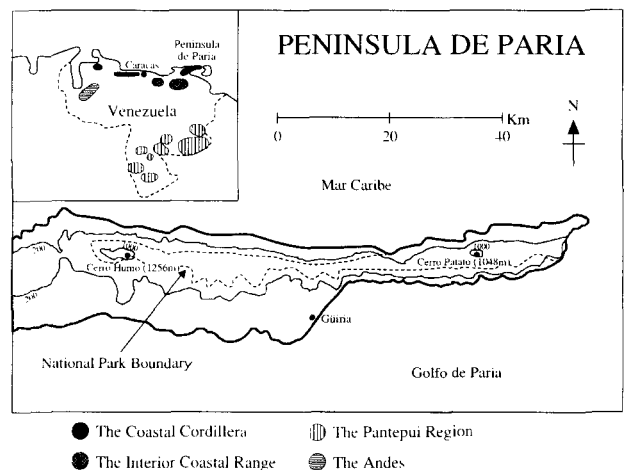 PENINSULA DE PARIA
Peninsula
de Paria
Caracas
Venezuela
Km
0 20 40
N
Mar Caribe
200
1000
Cerro Humo (1256m)
1000
Cerro Patato (1048m)
200
Güina
National Park Boundary
Golfo de Paria
The Coastal Cordillera
The Pantepui Region
The Interior Coastal Range
The Andes